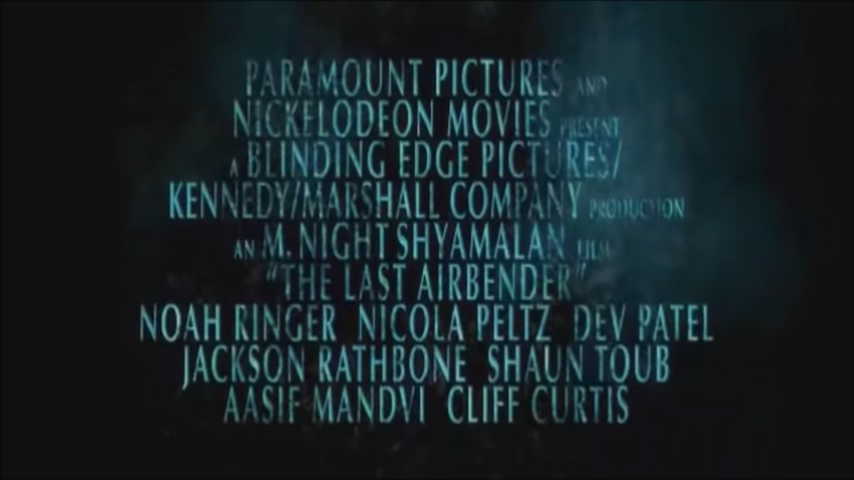 PARAMOUNT PICTURES AND
NICKELODEON MOVIES PRESENT
A BLINDING EDGE PICTURES/
KENNEDY/MARSHALL COMPANY PRODUCTION
AN M. NIGHT SHYAMALAN FILM
"THE LAST AIRBENDER"
NOAH RINGER NICOLA PELTZ DEV PATEL
JACKSON RATHBONE SHAUN TOUB
AASIF MANDVI CLIFF CURTIS